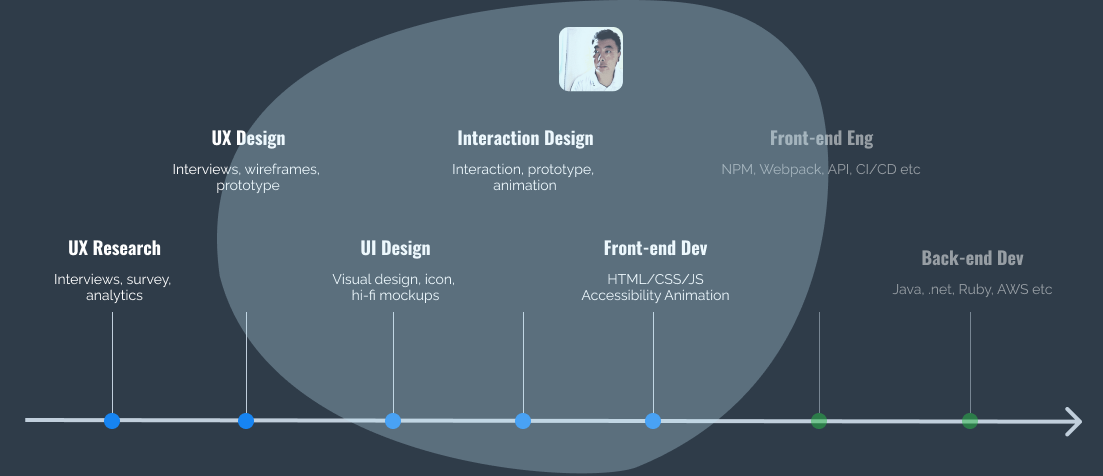 UX Design
Interviews, wireframes,
prototype
Interaction Design
Interaction, prototype,
animation
Front-end Eng
NPM, Webpack, API, CI/CD etc
UX Research
Interviews, survey,
analytics
UI Design
Visual design, icon,
hi-fi mockups
Front-end Dev
HTML/CSS/JS
Accessibility Animation
Back-end Dev
Java, .net, Ruby, AWS etc